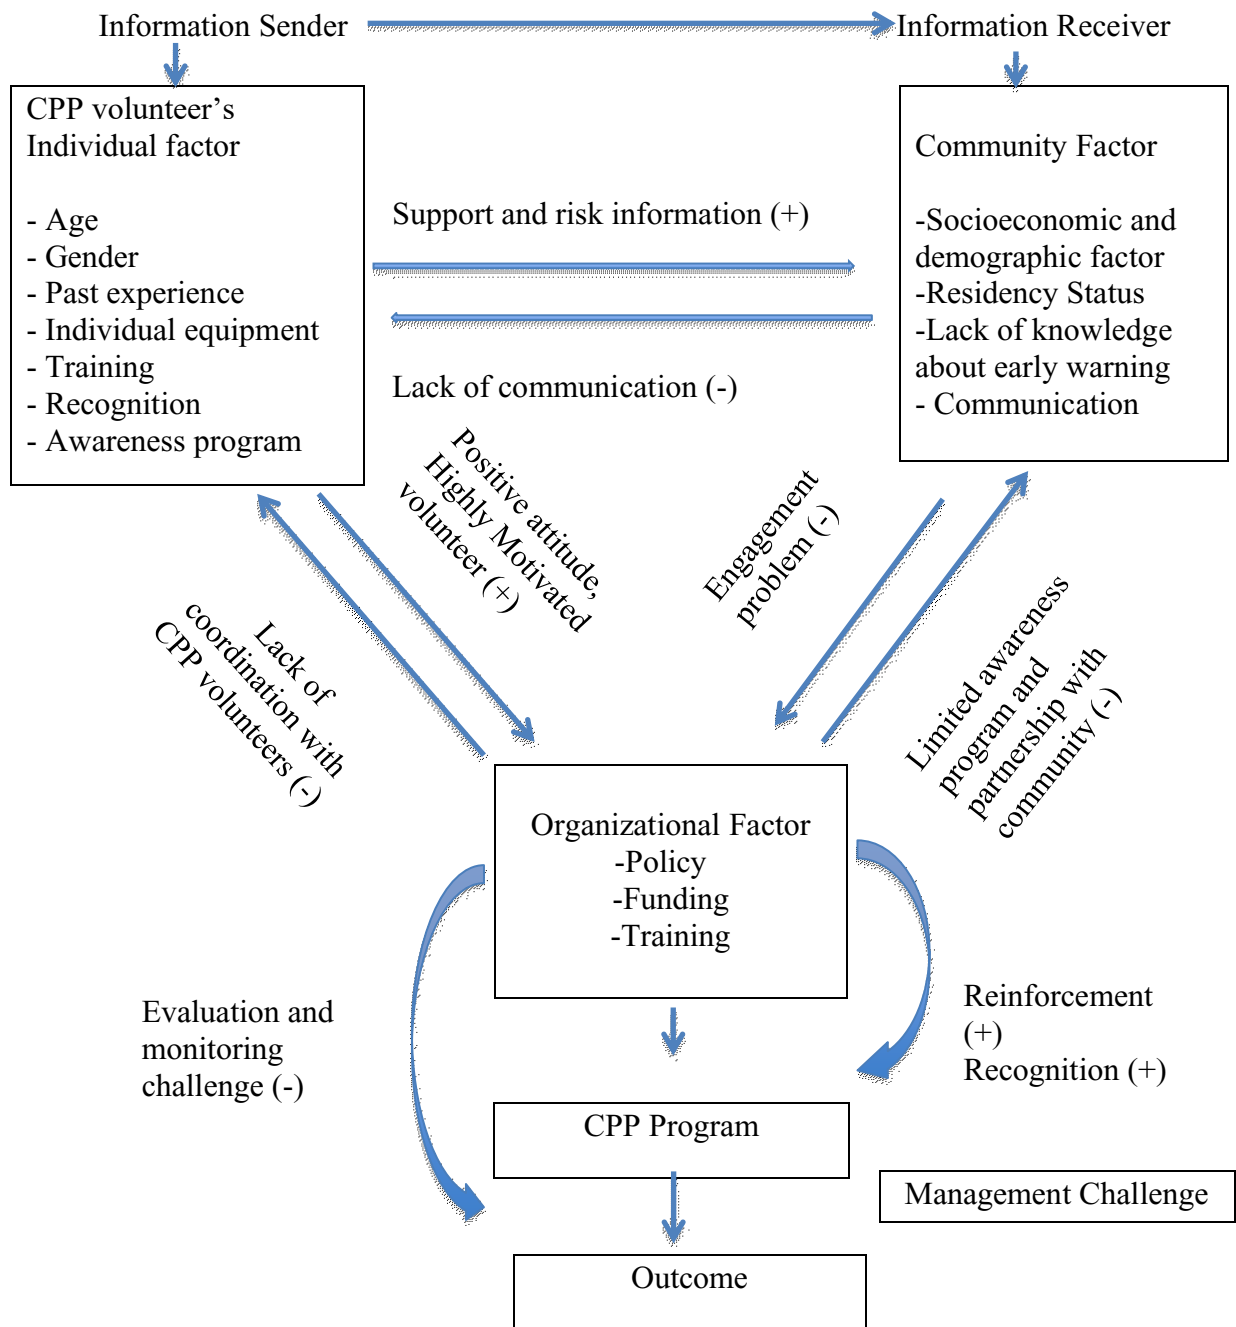 Information Sender
Information Receiver
CPP volunteer’s
Individual factor
- Age
- Gender
- Past experience
- Individual equipment
- Training
- Recognition
- Awareness program
Support and risk information (+)
Lack of communication (-)
Community Factor
-Socioeconomic and
demographic factor
-Residency Status
-Lack of knowledge
about early warning
- Communication
Positive attitude,
Highly Motivated
volunteer (+)
Lack of
coordination with
CPP volunteers (-)
Engagement
problem (-)
Limited awareness
program and
partnership with
community (-)
Organizational Factor
-Policy
-Funding
-Training
Evaluation and
monitoring
challenge (-)
Reinforcement
(+)
Recognition (+)
CPP Program
Management Challenge
Outcome